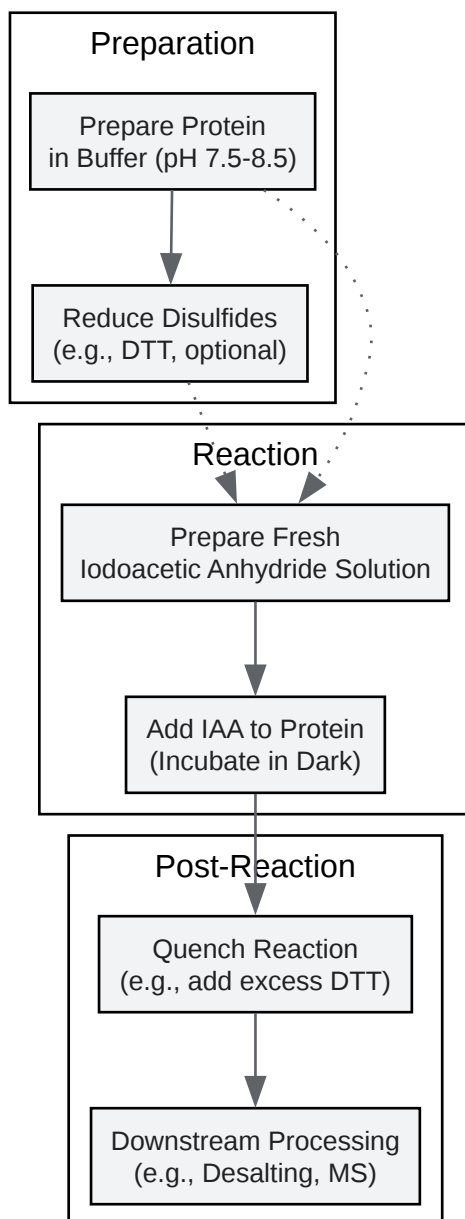 Preparation
Prepare Protein
in Buffer (pH 7.5-8.5)
Reduce Disulfides
(e.g., DTT, optional)
Reaction
Prepare Fresh
Iodoacetic Anhydride Solution
Add IAA to Protein
(Incubate in Dark)
Post-Reaction
Quench Reaction
(e.g., add excess DTT)
Downstream Processing
(e.g., Desalting, MS)